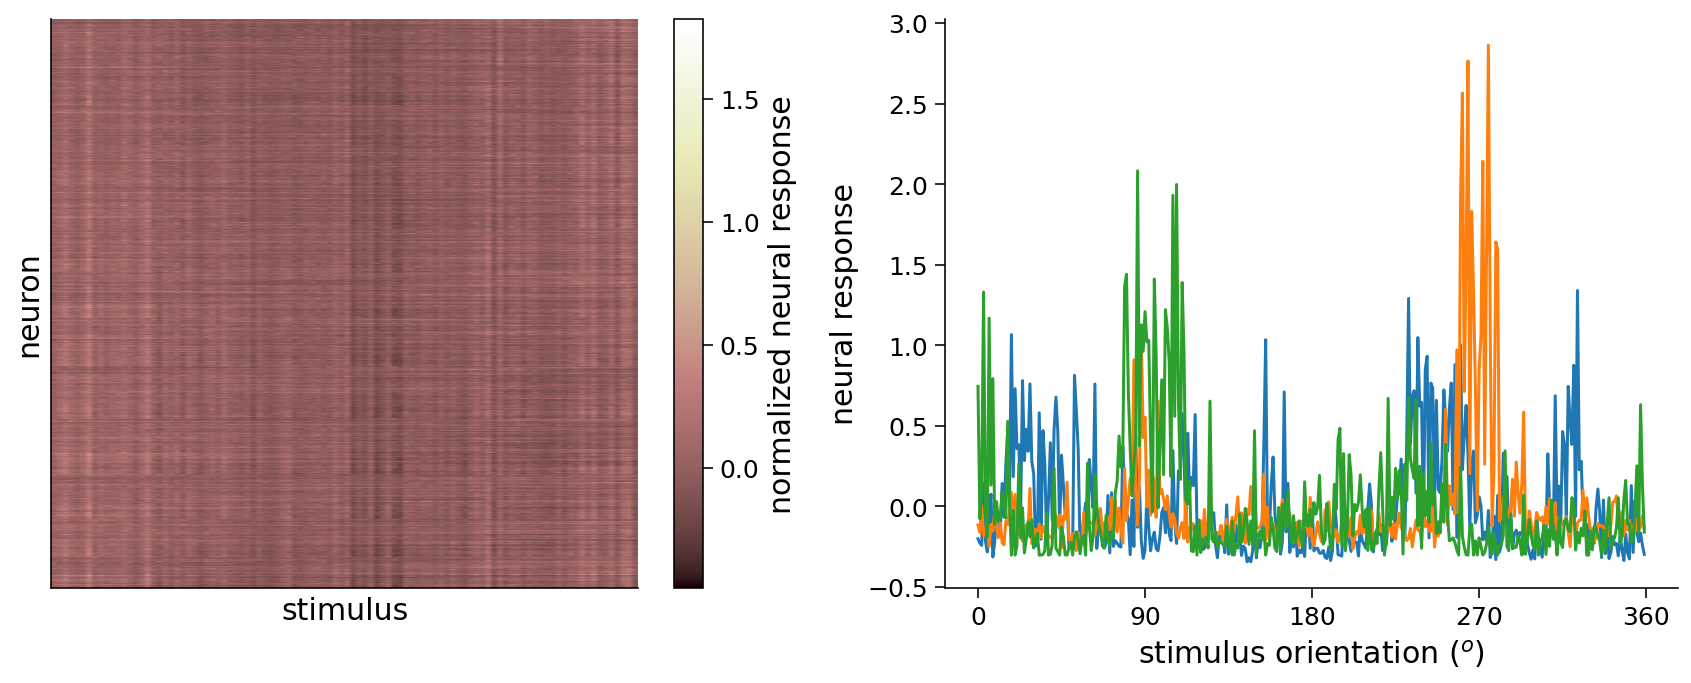 neuron
stimulus
1.5
1.0
0.5
0.0
normalized neural response
3.0
2.5
2.0
1.5
1.0
0.5
0.0
−0.5
neural response
0 90 180 270 360
stimulus orientation (°)